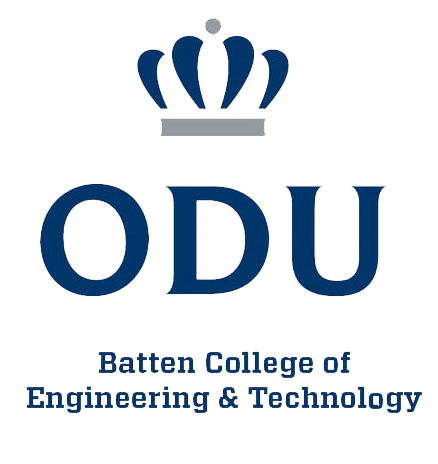 ODU
Batten College of
Engineering & Technology